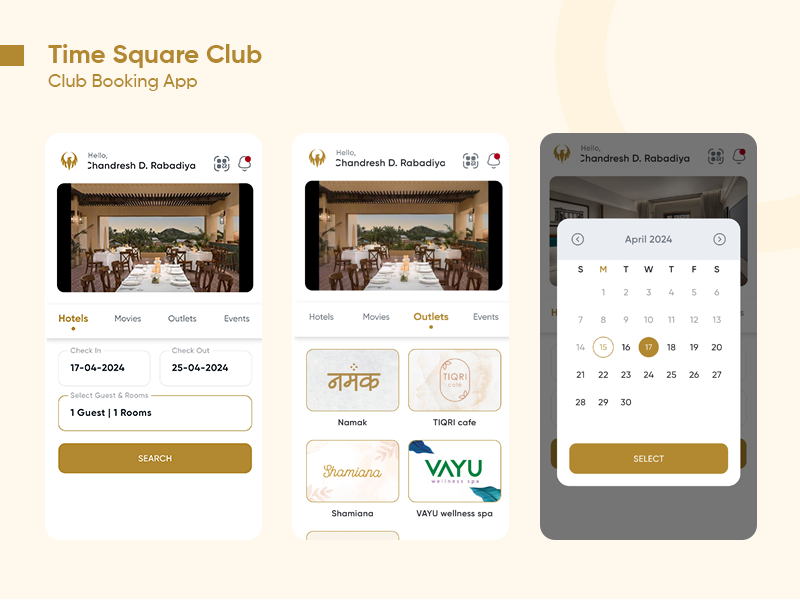 Time Square Club
Club Booking App
Hello,
Chandresh D. Rabadiya
Hotels Movies Outlets Events
Check In
17-04-2024
Check Out
25-04-2024
Select Guest & Rooms
1 Guest | 1 Rooms
SEARCH
Hello,
Chandresh D. Rabadiya
Hotels Movies Outlets Events
नमक
Namak
TIQRI
cafe
TIQRI cafe
Shamiana
Shamiana
VAYU
wellness spa
VAYU wellness spa
Hello,
Chandresh D. Rabadiya
April 2024
S M T W T F S
1 2 3 4 5 6
7 8 9 10 11 12 13
14 15 16 17 18 19 20
21 22 23 24 25 26 27
28 29 30
SELECT